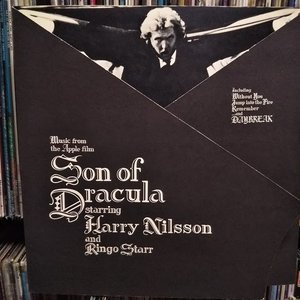 including
Without You
Jump into the Fire
Remember
and
DAYBREAK
Music from
the Apple film
Son of
Dracula
starring
Harry Nilsson
and
Ringo Starr